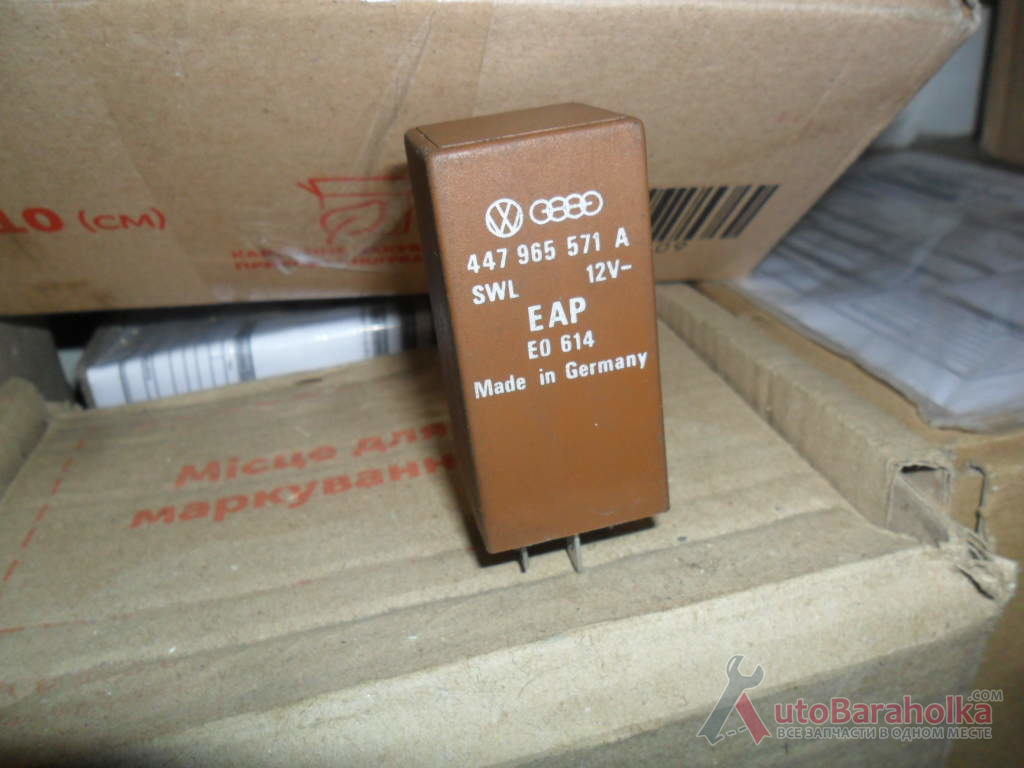 10 (см)
447 965 571 A
SWL 12V-
EAP
EO 614
Made in Germany
Місце для
маркуванн
AutoBaraholka.COM
ВСЕ ЗАПЧАСТИ В ОДНОМ МЕСТЕ